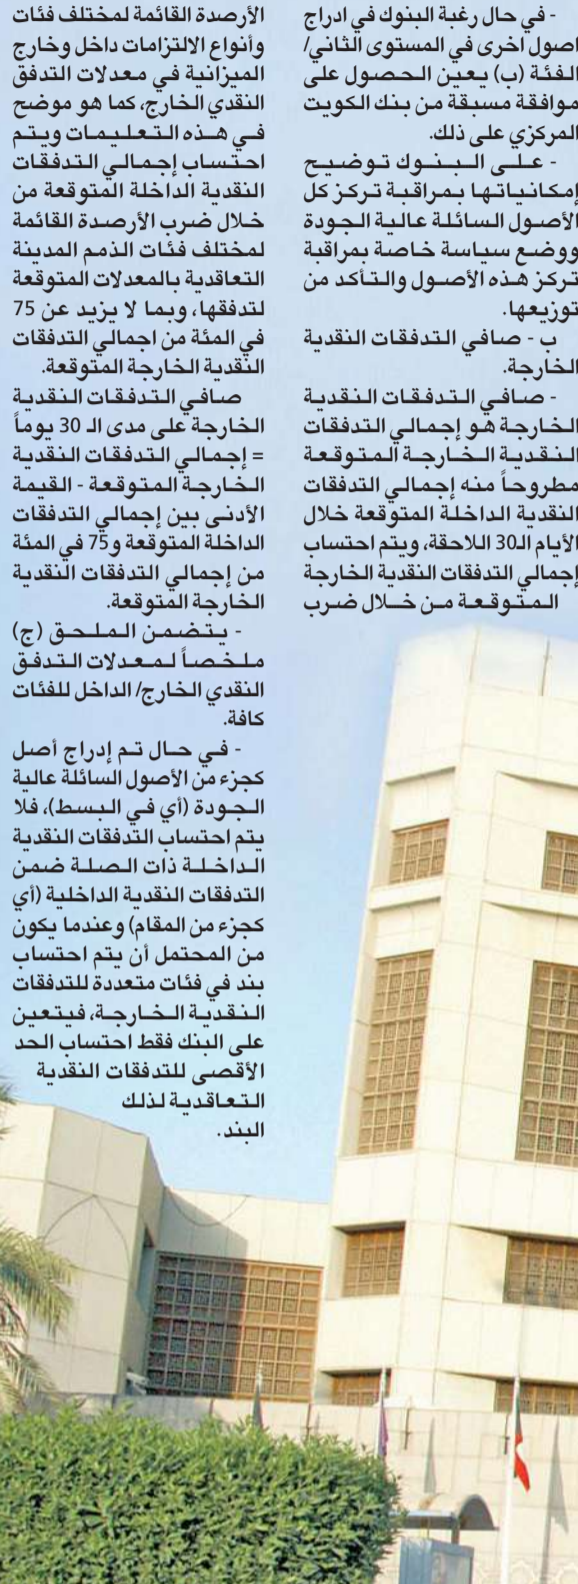 - في حال رغبة البنوك في ادراج
اصول اخرى في المستوى الثاني/
الفئة (ب) يعين الحصول على
موافقة مسبقة من بنك الكويت
المركزي على ذلك.
- على البنوك توضيح
إمكانياتها بمراقبة تركز كل
الأصول السائلة عالية الجودة
ووضع سياسة خاصة بمراقبة
تركز هذه الأصول والتأكد من
توزيعها.
ب - صافي التدفقات النقدية
الخارجة.
- صافي التدفقات النقدية
الخارجة هو إجمالي التدفقات
النقدية الخارجة المتوقعة
مطروحاً منه إجمالي التدفقات
النقدية الداخلة المتوقعة خلال
الأيام الـ30 اللاحقة، ويتم احتساب
إجمالي التدفقات النقدية الخارجة
المتوقعة من خلال ضرب
الأرصدة القائمة لمختلف فئات
وأنواع الالتزامات داخل وخارج
الميزانية في معدلات التدفق
النقدي الخارج، كما هو موضح
في هذه التعليمات ويتم
احتساب إجمالي التدفقات
النقدية الداخلة المتوقعة من
خلال ضرب الأرصدة القائمة
لمختلف فئات الذمم المدينة
التعاقدية بالمعدلات المتوقعة
لتدفقها، وبما لا يزيد عن 75
في المئة من اجمالي التدفقات
النقدية الخارجة المتوقعة.
صافي التدفقات النقدية
الخارجة على مدى الـ 30 يوماً
= إجمالي التدفقات النقدية
الخارجة المتوقعة - القيمة
الأدنى بين إجمالي التدفقات
الداخلة المتوقعة و75 في المئة
من إجمالي التدفقات النقدية
الخارجة المتوقعة.
- يتضمن الملحق (ج)
ملخصاً لمعدلات التدفق
النقدي الخارج/ الداخل للفئات
كافة.
- في حال تم إدراج أصل
كجزء من الأصول السائلة عالية
الجودة (أي في البسط)، فلا
يتم احتساب التدفقات النقدية
الداخلة ذات الصلة ضمن
التدفقات النقدية الداخلية (أي
كجزء من المقام) وعندما يكون
من المحتمل أن يتم احتساب
بند في فئات متعددة للتدفقات
النقدية الخارجة، فيتعين
على البنك فقط احتساب الحد
الأقصى للتدفقات النقدية
التعاقدية لذلك
البند.